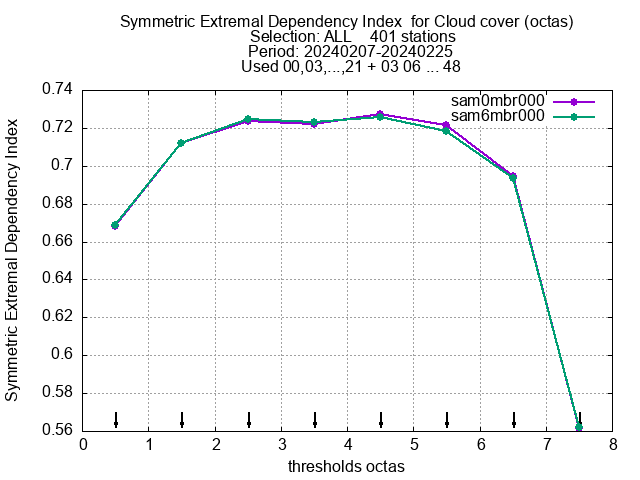 Symmetric Extremal Dependency Index  for Cloud cover (octas)
Selection: ALL    401 stations
Period: 20240207-20240225
Used 00,03,...,21 + 03 06 ... 48
sam0mbr000
sam6mbr000
0.74
0.72
0.7
0.68
0.66
0.64
0.62
0.6
0.58
0.56
Symmetric Extremal Dependency Index
0 1 2 3 4 5 6 7 8
thresholds octas